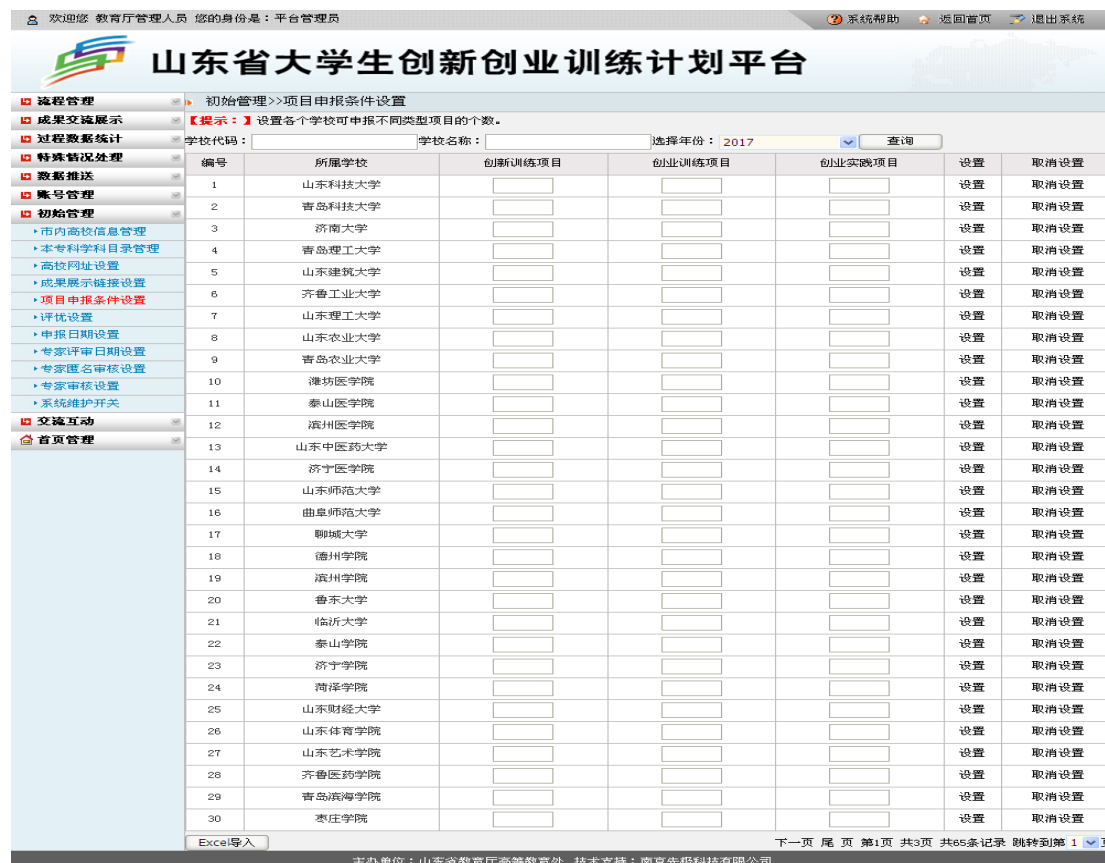 欢迎您 教育厅管理人员 您的身份是：平台管理员 系统帮助 返回首页 退出系统
山东省大学生创新创业训练计划平台
流程管理
成果交流展示
过程数据统计
特殊情况处理
数据推送
账号管理
初始管理
市内高校信息管理
本专科学科目录管理
高校网址设置
成果展示链接设置
项目申报条件设置
评优设置
申报日期设置
专家评审日期设置
专家匿名审核设置
专家审核设置
系统维护开关
交流互动
首页管理
初始管理>>项目申报条件设置
【提示：】设置各个学校可申报不同类型项目的个数。
学校代码： 学校名称： 选择年份： 2017 查询
编号 所属学校 创新训练项目 创业训练项目 创业实践项目 设置 取消设置
1 山东科技大学 设置 取消设置
2 青岛科技大学 设置 取消设置
3 济南大学 设置 取消设置
4 青岛理工大学 设置 取消设置
5 山东建筑大学 设置 取消设置
6 齐鲁工业大学 设置 取消设置
7 山东理工大学 设置 取消设置
8 山东农业大学 设置 取消设置
9 青岛农业大学 设置 取消设置
10 潍坊医学院 设置 取消设置
11 泰山医学院 设置 取消设置
12 滨州医学院 设置 取消设置
13 山东中医药大学 设置 取消设置
14 济宁医学院 设置 取消设置
15 山东师范大学 设置 取消设置
16 曲阜师范大学 设置 取消设置
17 聊城大学 设置 取消设置
18 德州学院 设置 取消设置
19 滨州学院 设置 取消设置
20 鲁东大学 设置 取消设置
21 临沂大学 设置 取消设置
22 泰山学院 设置 取消设置
23 济宁学院 设置 取消设置
24 菏泽学院 设置 取消设置
25 山东财经大学 设置 取消设置
26 山东体育学院 设置 取消设置
27 山东艺术学院 设置 取消设置
28 齐鲁医药学院 设置 取消设置
29 青岛滨海学院 设置 取消设置
30 枣庄学院 设置 取消设置
Excel导入 下一页 尾 页 第1页 共3页 共65条记录 跳转到第 1
主办单位：山东省教育厅高等教育处 技术支持：南京先极科技有限公司